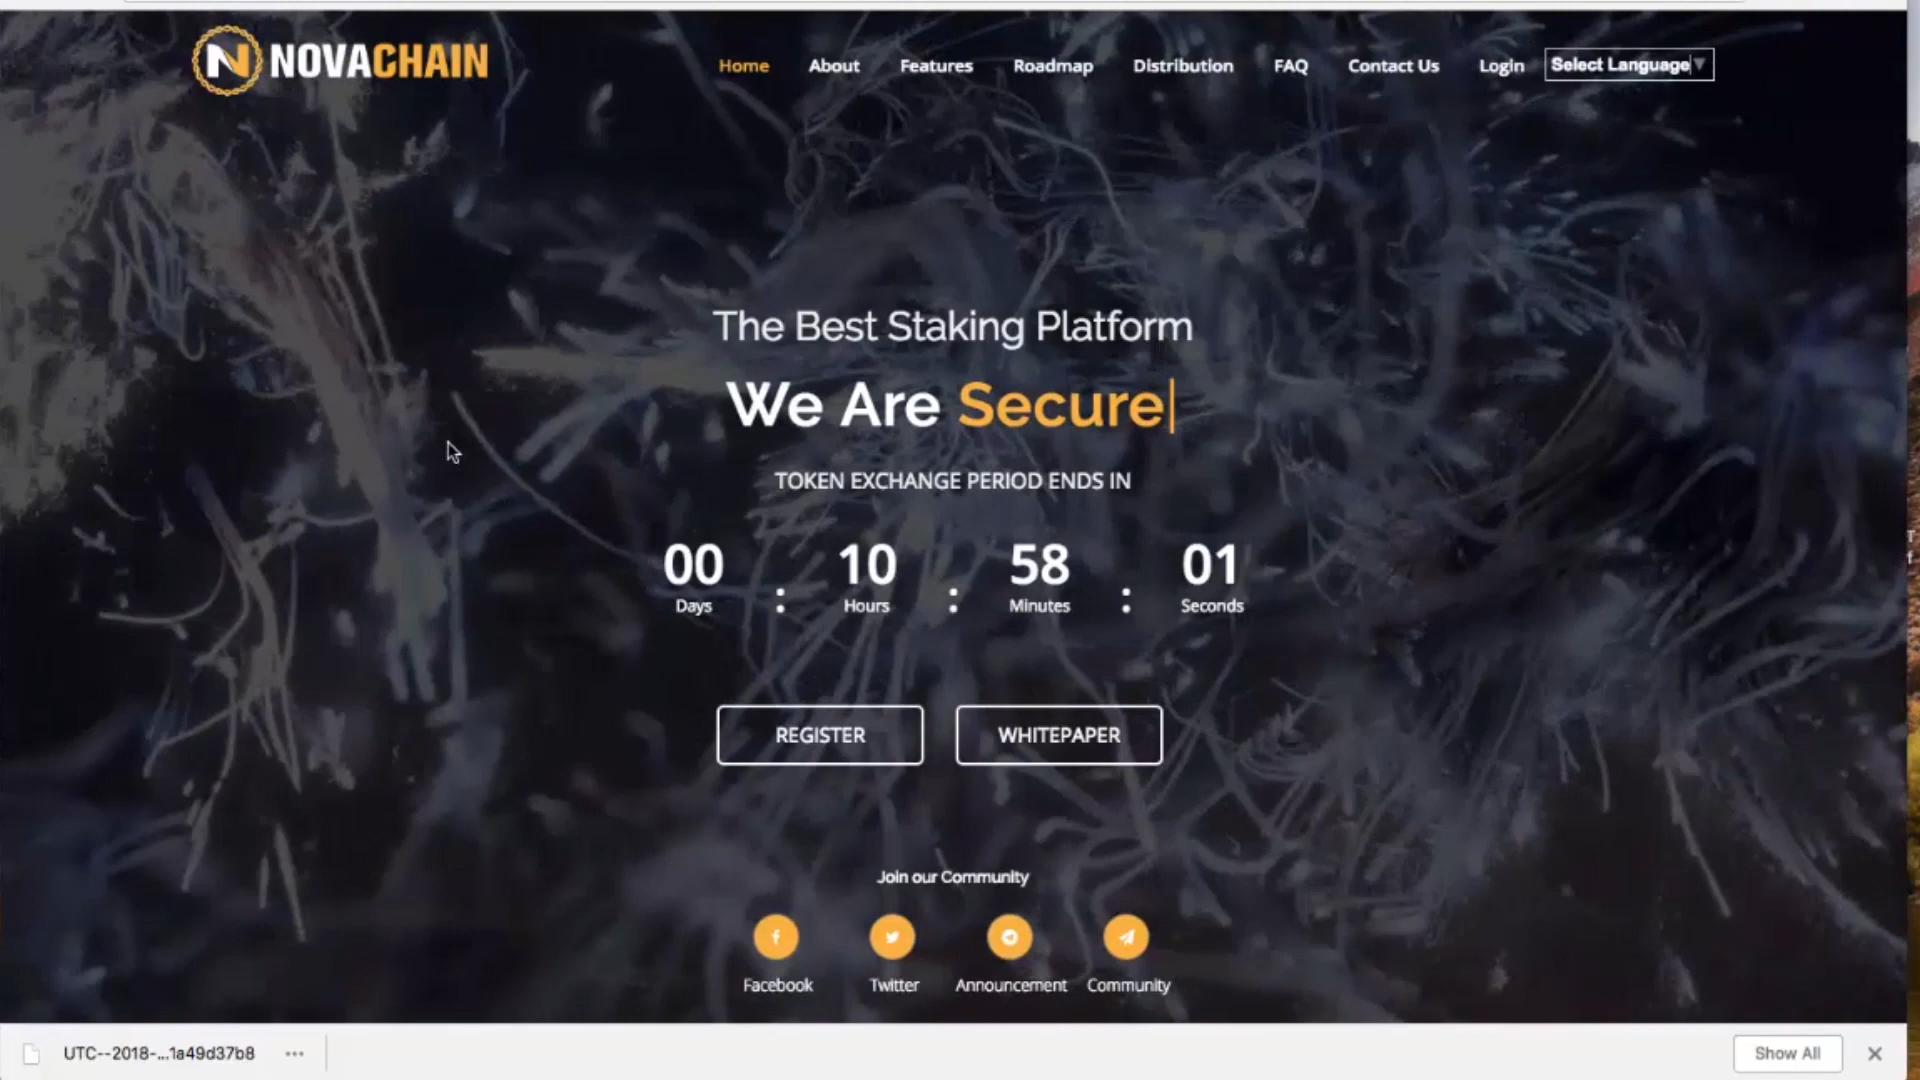 NOVACHAIN
Home About Features Roadmap Distribution FAQ Contact Us Login Select Language
The Best Staking Platform
We Are Secure
TOKEN EXCHANGE PERIOD ENDS IN
00 : 10 : 58 : 01
Days Hours Minutes Seconds
REGISTER WHITEPAPER
Join our Community
Facebook Twitter Announcement Community
UTC--2018-...1a49d37b8 Show All